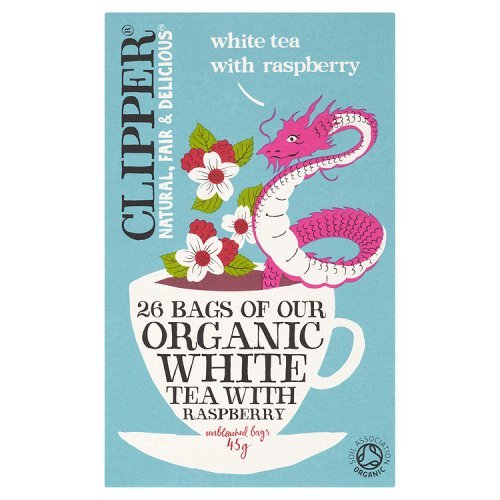 CLIPPER®
NATURAL, FAIR & DELICIOUS®
white tea
with raspberry
26 BAGS OF OUR
ORGANIC
WHITE
TEA WITH
RASPBERRY
unbleached bags
45g
SOIL ASSOCIATION
ORGANIC